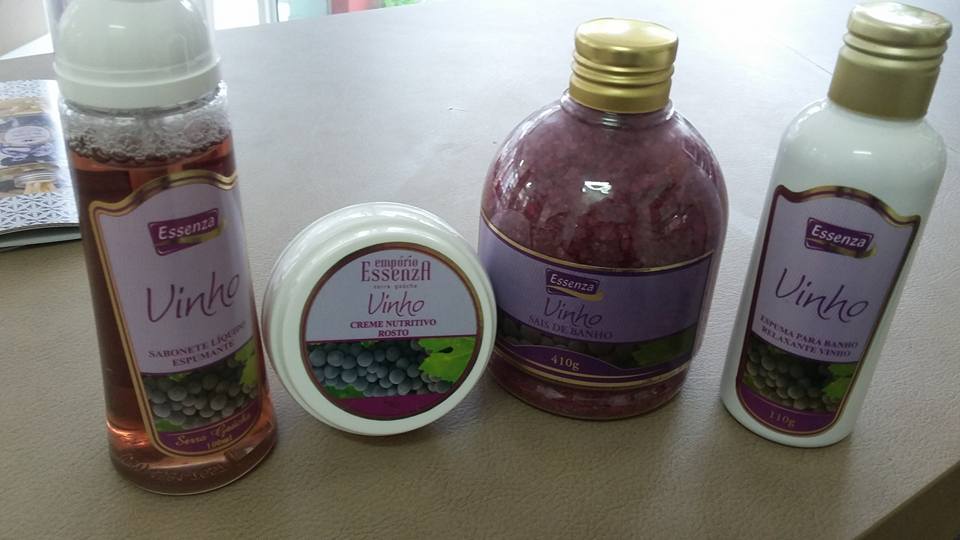 Essenza
Vinho
SABONETE LÍQUIDO
ESPUMANTE
Serra Gaúcha
empório
Essenza
serra gaúcha
Vinho
CREME NUTRITIVO
ROSTO
Essenza
Vinho
SAIS DE BANHO
410g
Essenza
Vinho
ESPUMA PARA BANHO
RELAXANTE VINHO
110g